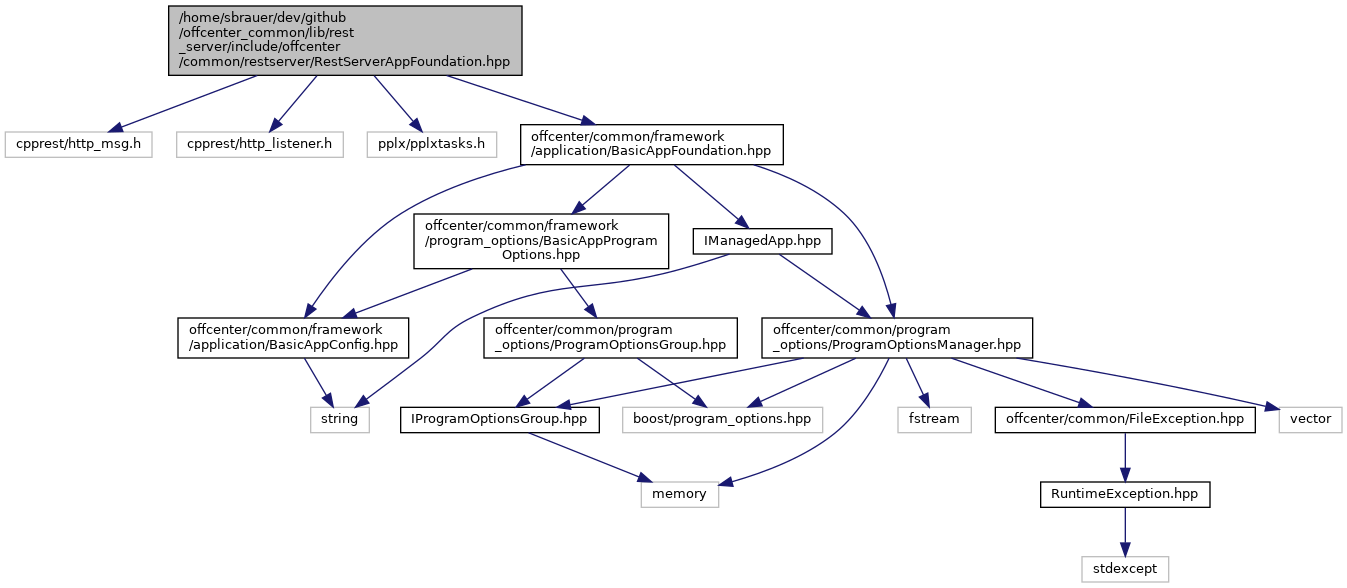 /home/sbrauer/dev/github
/offcenter_common/lib/rest
_server/include/offcenter
/common/restserver/RestServerAppFoundation.hpp
cpprest/http_msg.h
cpprest/http_listener.h
pplx/pplxtasks.h
offcenter/common/framework
/application/BasicAppFoundation.hpp
offcenter/common/framework
/program_options/BasicAppProgram
Options.hpp
IManagedApp.hpp
offcenter/common/framework
/application/BasicAppConfig.hpp
offcenter/common/program
_options/ProgramOptionsGroup.hpp
offcenter/common/program
_options/ProgramOptionsManager.hpp
string
IProgramOptionsGroup.hpp
boost/program_options.hpp
fstream
offcenter/common/FileException.hpp
vector
memory
RuntimeException.hpp
stdexcept